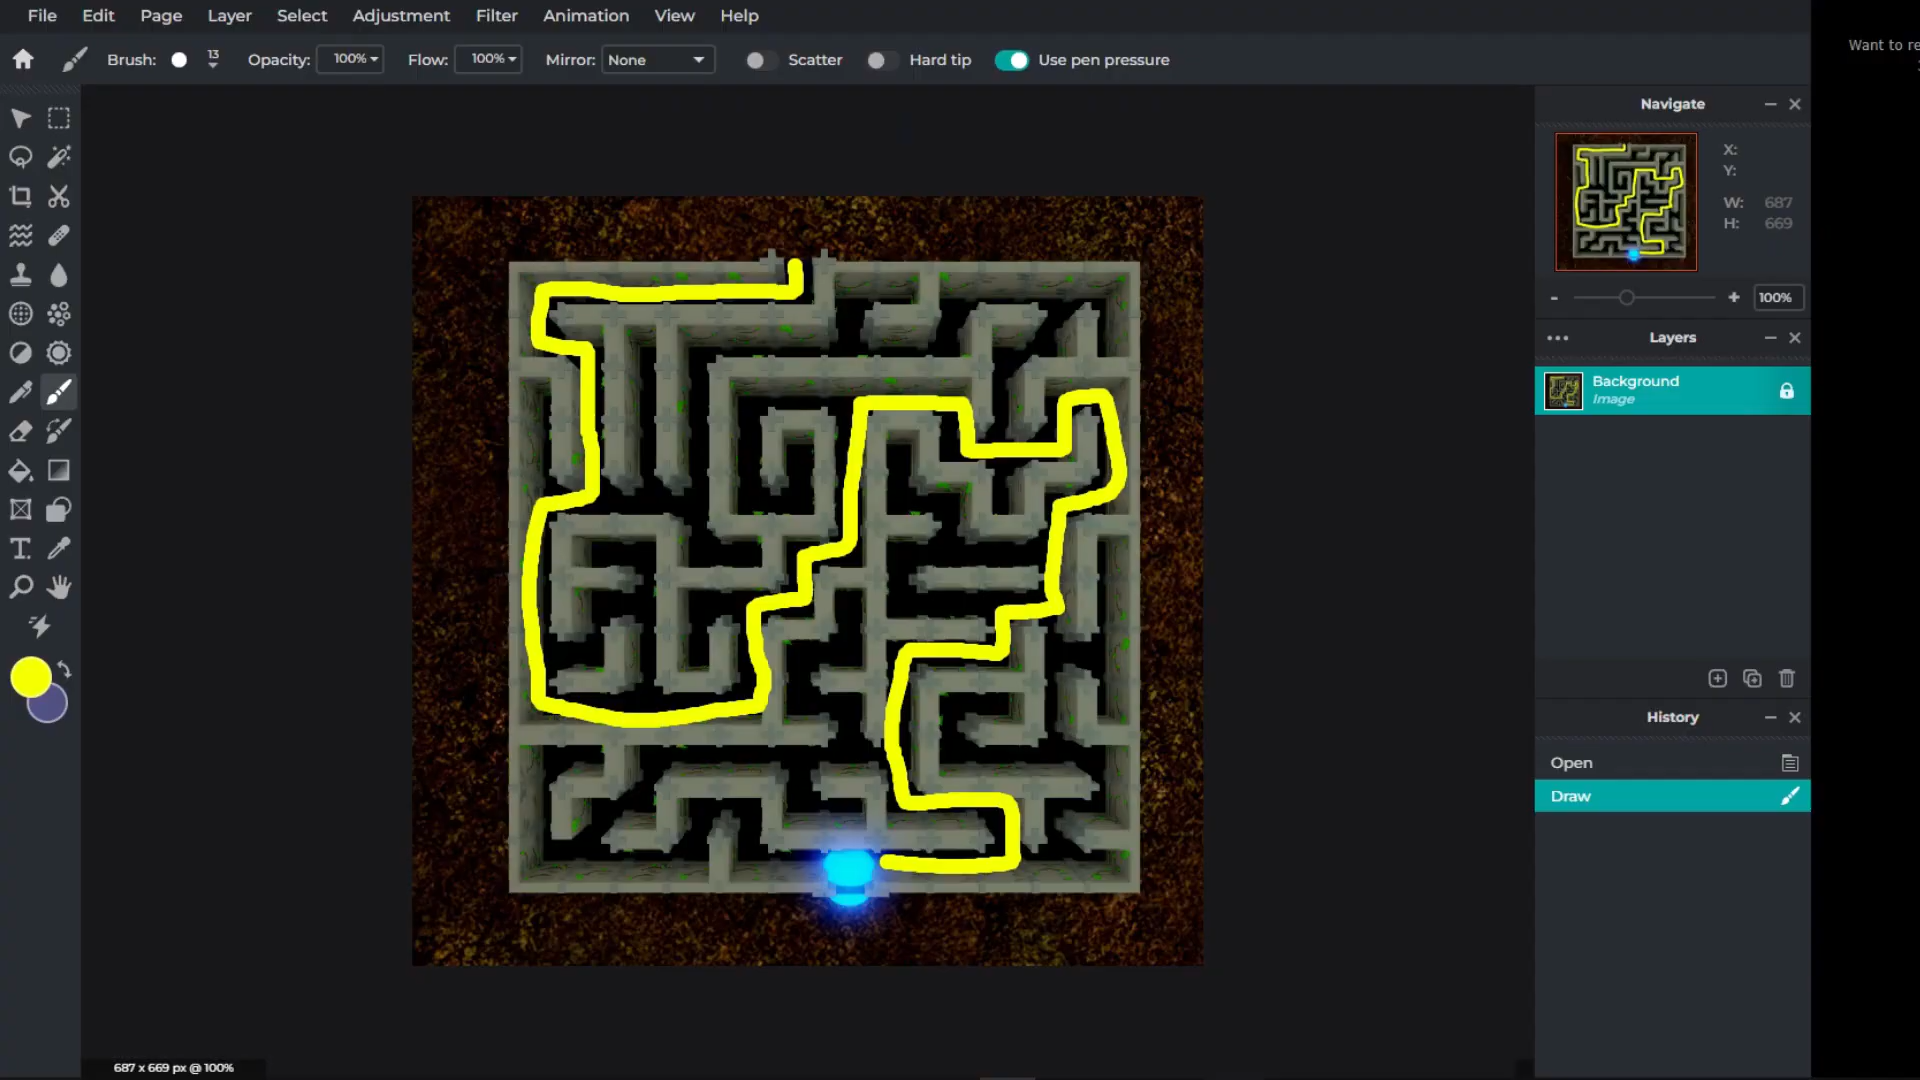 File Edit Page Layer Select Adjustment Filter Animation View Help
Want to re
Brush: 13 Opacity: 100% Flow: 100% Mirror: None Scatter Hard tip Use pen pressure
Navigate
X:
Y:
W: 687
H: 669
- + 100%
Layers
Background
Image
History
Open
Draw
687 x 669 px @ 100%